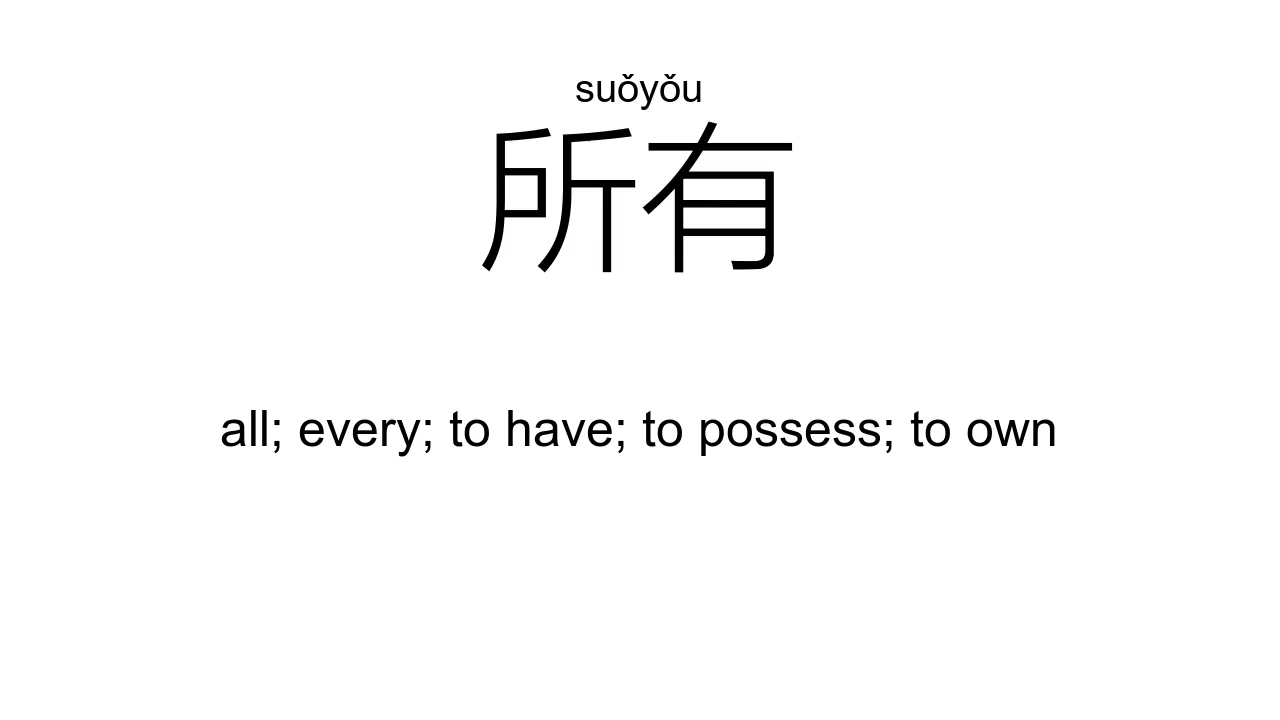 suǒyǒu
所有
all; every; to have; to possess; to own